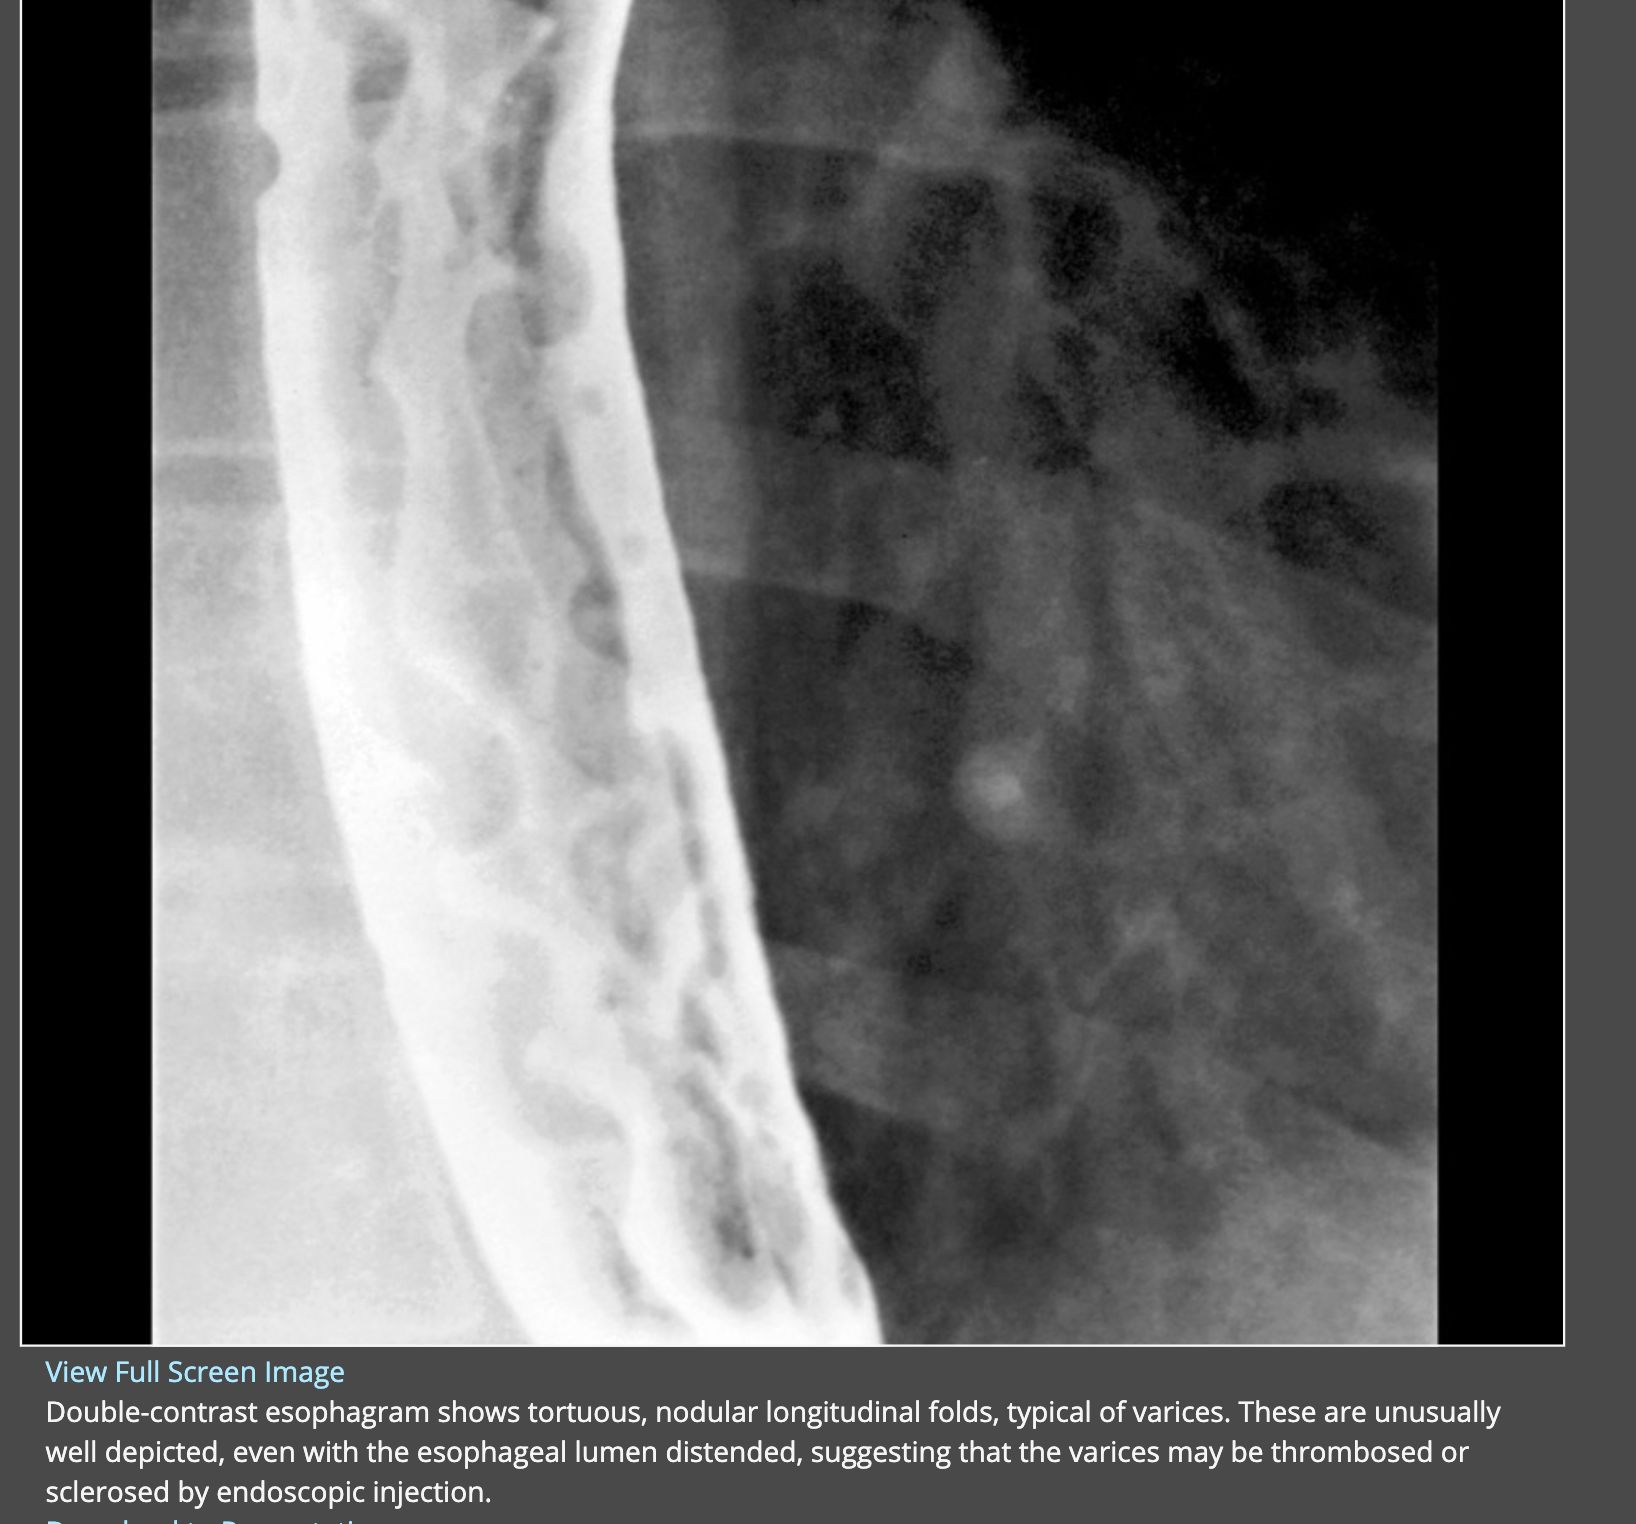 View Full Screen Image
Double-contrast esophagram shows tortuous, nodular longitudinal folds, typical of varices. These are unusually
well depicted, even with the esophageal lumen distended, suggesting that the varices may be thrombosed or
sclerosed by endoscopic injection.